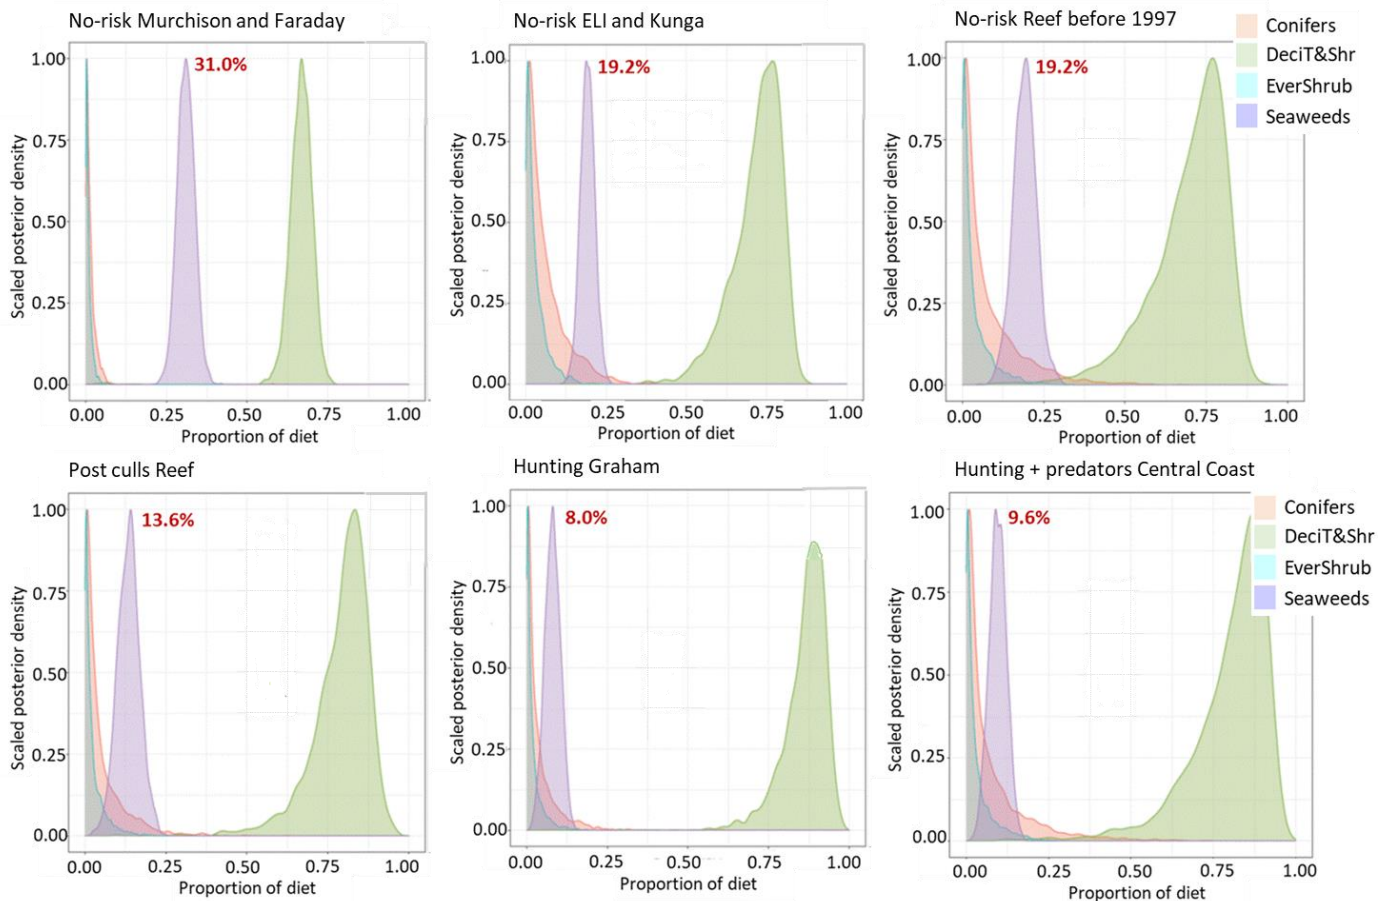 No-risk Murchison and Faraday
Scaled posterior density
1.00
0.75
0.50
0.25
0.00
31.0%
0.00 0.25 0.50 0.75 1.00
Proportion of diet
No-risk ELI and Kunga
Scaled posterior density
1.00
0.75
0.50
0.25
0.00
19.2%
0.00 0.25 0.50 0.75 1.00
Proportion of diet
No-risk Reef before 1997
Scaled posterior density
1.00
0.75
0.50
0.25
0.00
19.2%
0.00 0.25 0.50 0.75 1.00
Proportion of diet
Conifers
DeciT&Shr
EverShrub
Seaweeds
Post culls Reef
Scaled posterior density
1.00
0.75
0.50
0.25
0.00
13.6%
0.00 0.25 0.50 0.75 1.00
Proportion of diet
Hunting Graham
Scaled posterior density
1.00
0.75
0.50
0.25
0.00
8.0%
0.00 0.25 0.50 0.75 1.00
Proportion of diet
Hunting + predators Central Coast
Scaled posterior density
1.00
0.75
0.50
0.25
0.00
9.6%
0.00 0.25 0.50 0.75 1.00
Proportion of diet
Conifers
DeciT&Shr
EverShrub
Seaweeds